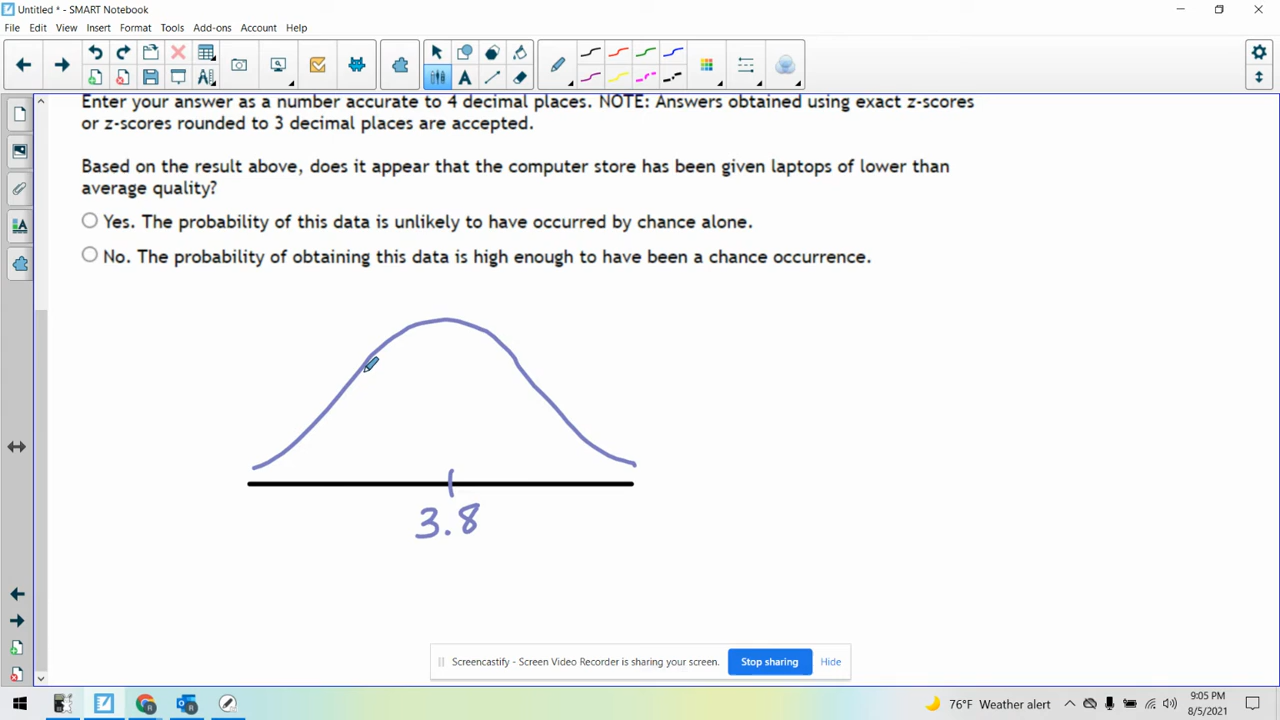 Untitled * - SMART Notebook
File Edit View Insert Format Tools Add-ons Account Help
Enter your answer as a number accurate to 4 decimal places. NOTE: Answers obtained using exact z-scores
or z-scores rounded to 3 decimal places are accepted.
Based on the result above, does it appear that the computer store has been given laptops of lower than
average quality?
Yes. The probability of this data is unlikely to have occurred by chance alone.
No. The probability of obtaining this data is high enough to have been a chance occurrence.
3.8
Screencastify - Screen Video Recorder is sharing your screen. Stop sharing Hide
76°F Weather alert
9:05 PM
8/5/2021